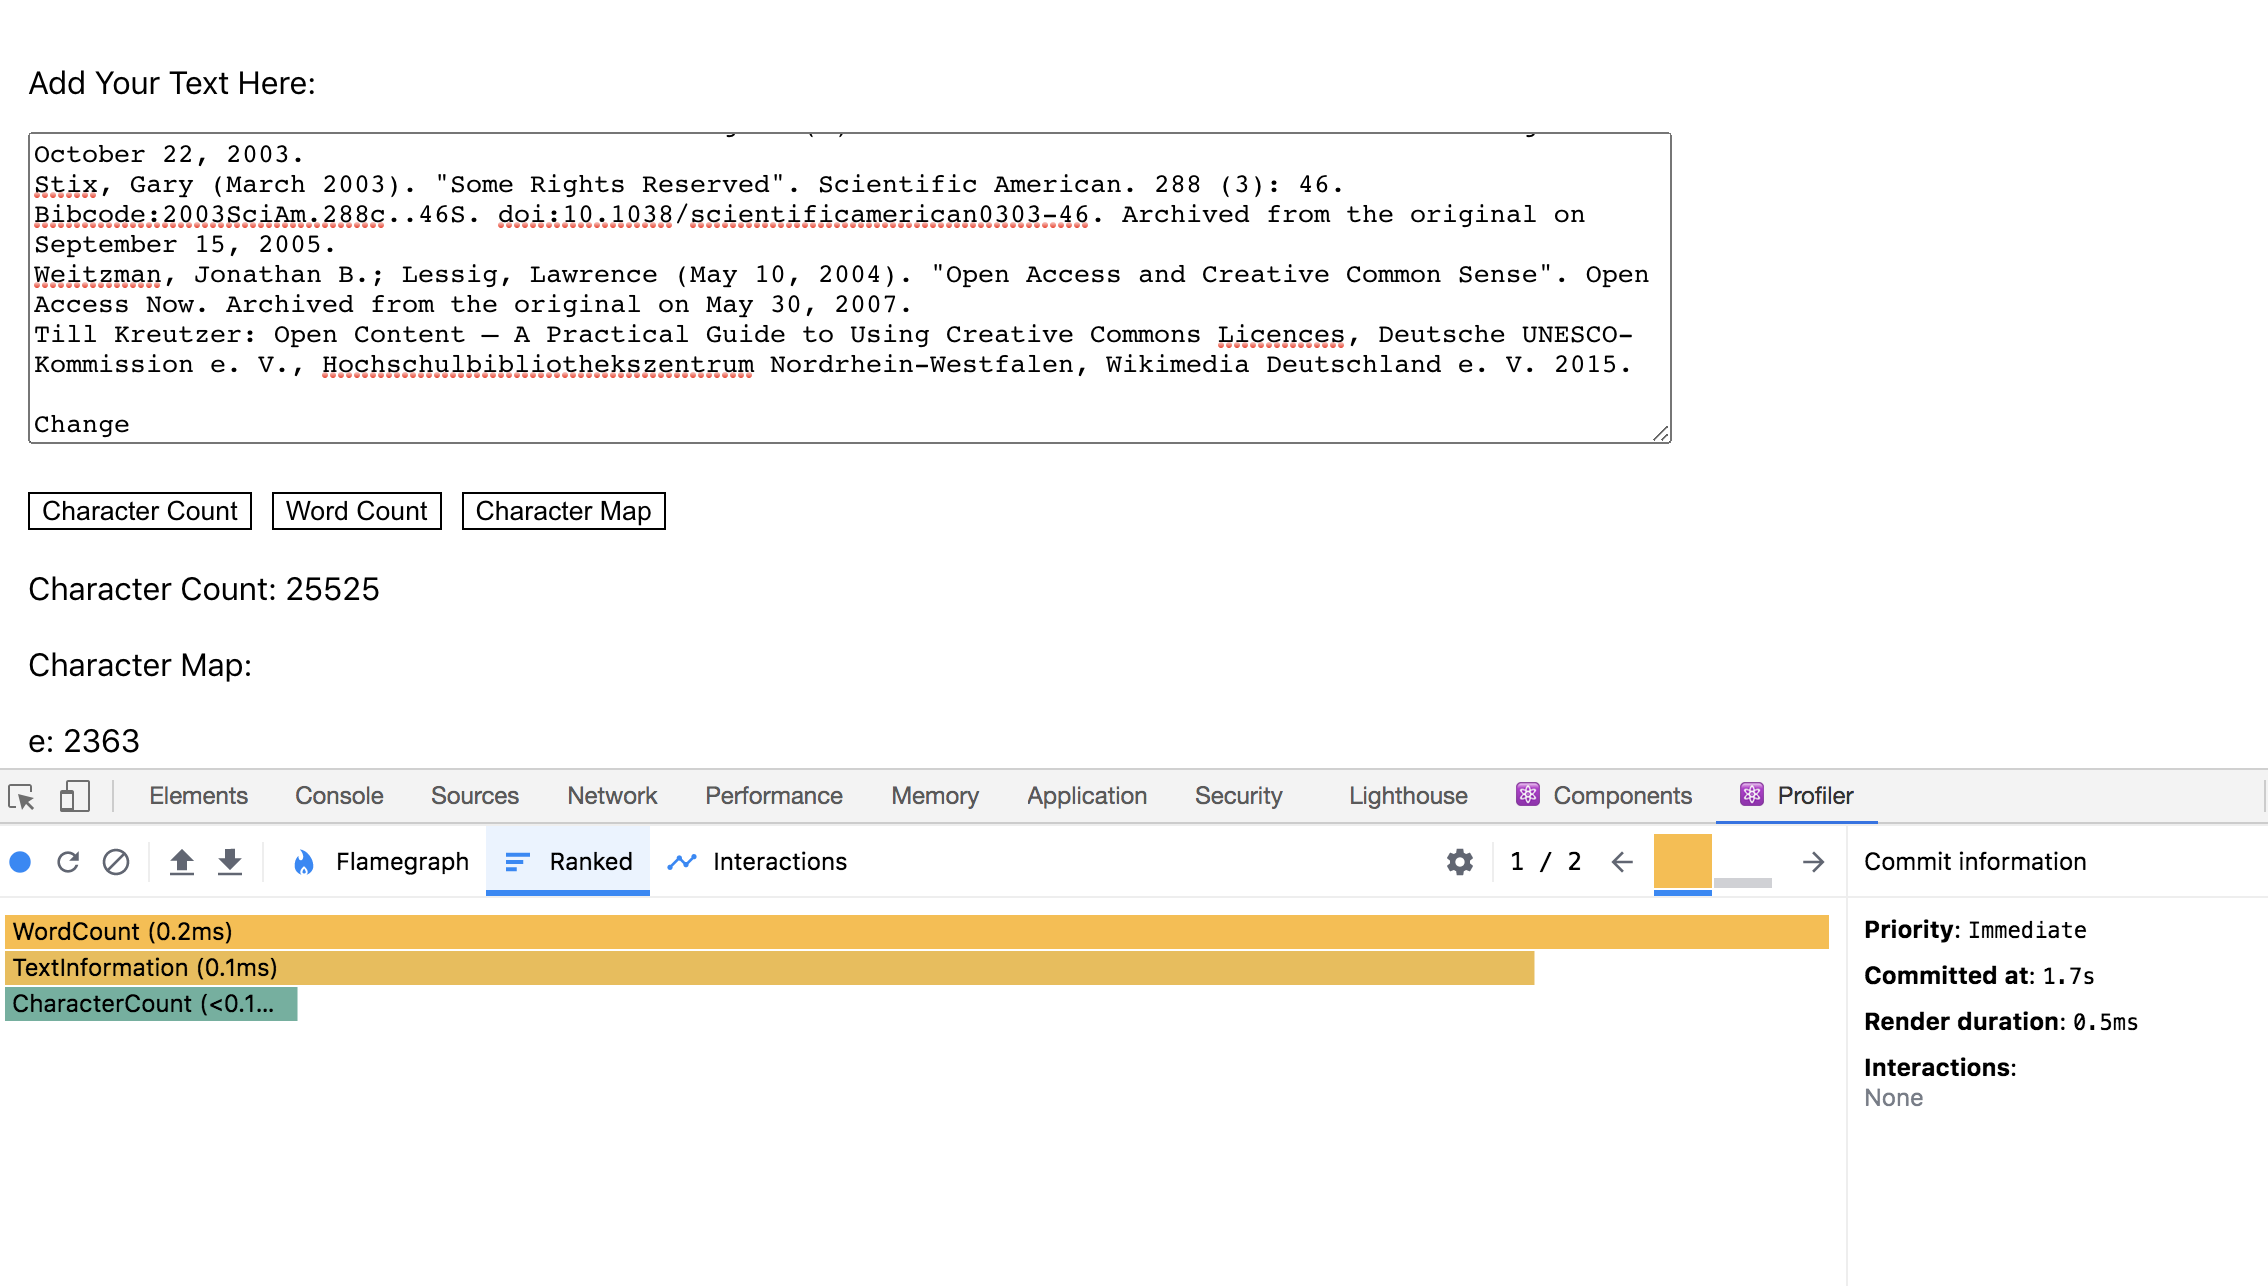 Add Your Text Here:
October 22, 2003.
Stix, Gary (March 2003). "Some Rights Reserved". Scientific American. 288 (3): 46.
Bibcode:2003SciAm.288c..46S. doi:10.1038/scientificamerican0303-46. Archived from the original on
September 15, 2005.
Weitzman, Jonathan B.; Lessig, Lawrence (May 10, 2004). "Open Access and Creative Common Sense". Open
Access Now. Archived from the original on May 30, 2007.
Till Kreutzer: Open Content – A Practical Guide to Using Creative Commons Licences, Deutsche UNESCO-
Kommission e. V., Hochschulbibliothekszentrum Nordrhein-Westfalen, Wikimedia Deutschland e. V. 2015.
Change
Character Count Word Count Character Map
Character Count: 25525
Character Map:
e: 2363
Elements Console Sources Network Performance Memory Application Security Lighthouse Components Profiler
Flamegraph Ranked Interactions 1 / 2 Commit information
WordCount (0.2ms)
TextInformation (0.1ms)
CharacterCount (<0.1...
Priority: Immediate
Committed at: 1.7s
Render duration: 0.5ms
Interactions:
None